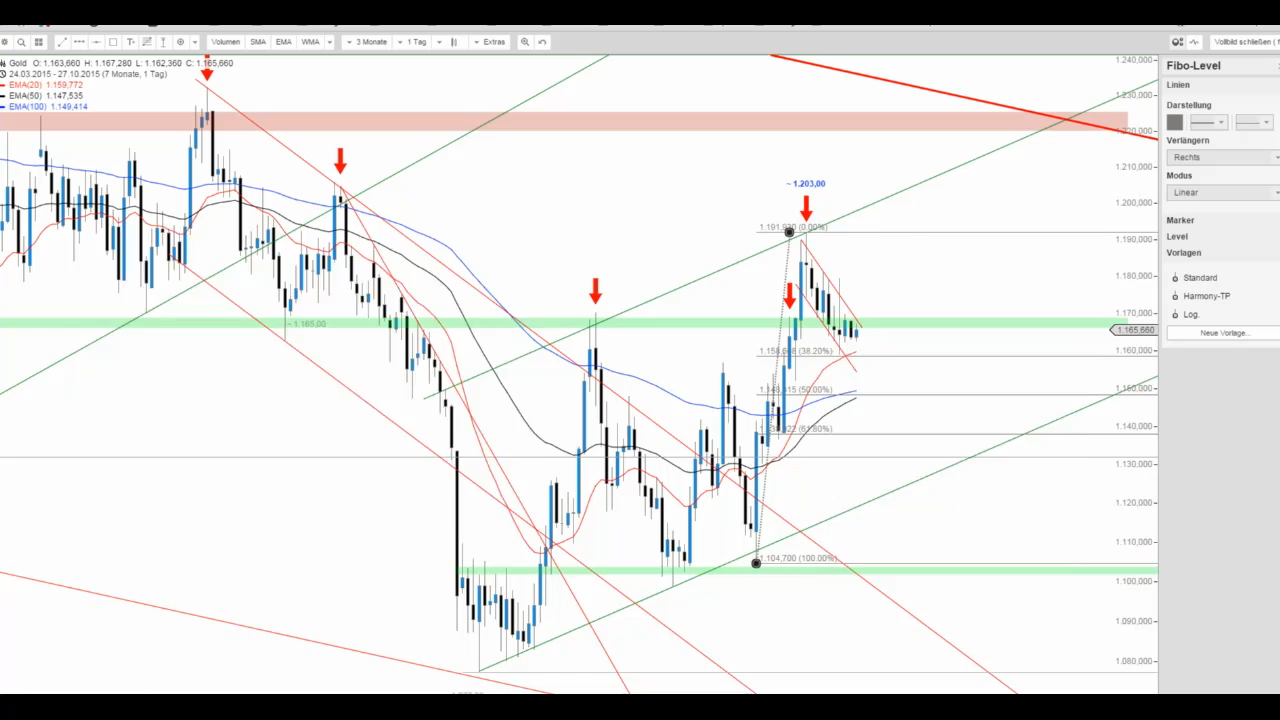 Volumen SMA EMA WMA 3 Monate 1 Tag Extras Vollbild schließen (
Gold O: 1.163,660 H: 1.167,280 L: 1.162,360 C: 1.165,660
24.03.2015 - 27.10.2015 (7 Monate, 1 Tag)
EMA(20) 1.159,772
EMA(50) 1.147,535
EMA(100) 1.149,414
~ 1.203,00
(0.00%)
~ 1.165,00
(38.20%)
(50.00%)
(61.80%)
1.104,700 (100.00%)
1.240,000
1.230,000
1.220,000
1.210,000
1.200,000
1.190,000
1.180,000
1.170,000
1.165,660
1.160,000
1.150,000
1.140,000
1.130,000
1.120,000
1.110,000
1.100,000
1.090,000
1.080,000
Fibo-Level
Linien
Darstellung
Verlängern
Rechts
Modus
Linear
Marker
Level
Vorlagen
Standard
Harmony-TP
Log.
Neue Vorlage...